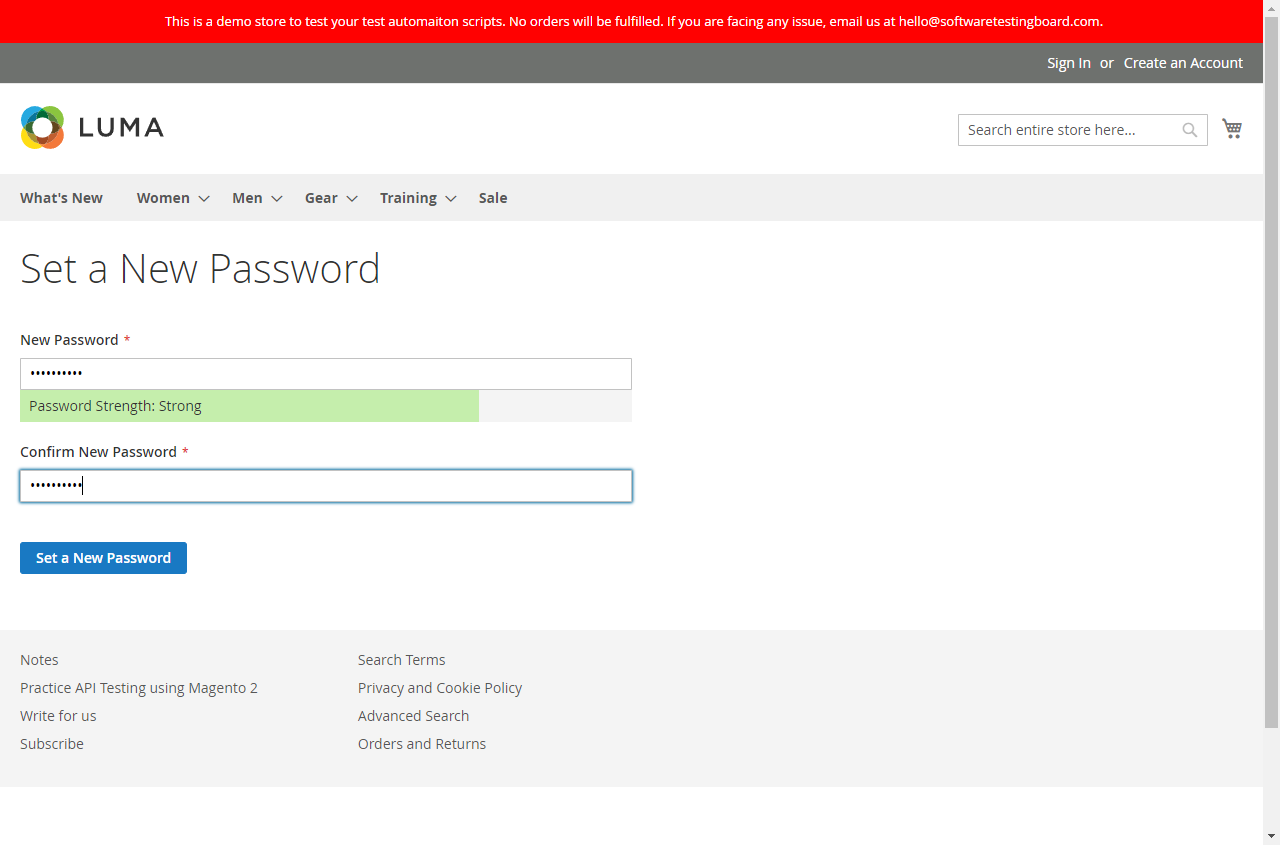 This is a demo store to test your test automaiton scripts. No orders will be fulfilled. If you are facing any issue, email us at hello@softwaretestingboard.com.
Sign In or Create an Account
LUMA
Search entire store here...
What's New Women Men Gear Training Sale
Set a New Password
New Password *
••••••••••
Password Strength: Strong
Confirm New Password *
••••••••••
Set a New Password
Notes
Practice API Testing using Magento 2
Write for us
Subscribe
Search Terms
Privacy and Cookie Policy
Advanced Search
Orders and Returns